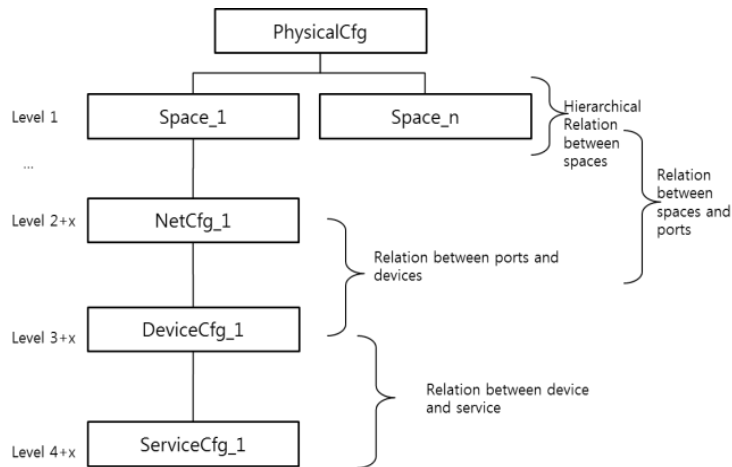 PhysicalCfg
Level 1
Space_1
Space_n
Hierarchical
Relation
between
spaces
...
Relation
between
spaces and
ports
Level 2+x
NetCfg_1
Relation between ports and
devices
Level 3+x
DeviceCfg_1
Relation between device
and service
Level 4+x
ServiceCfg_1